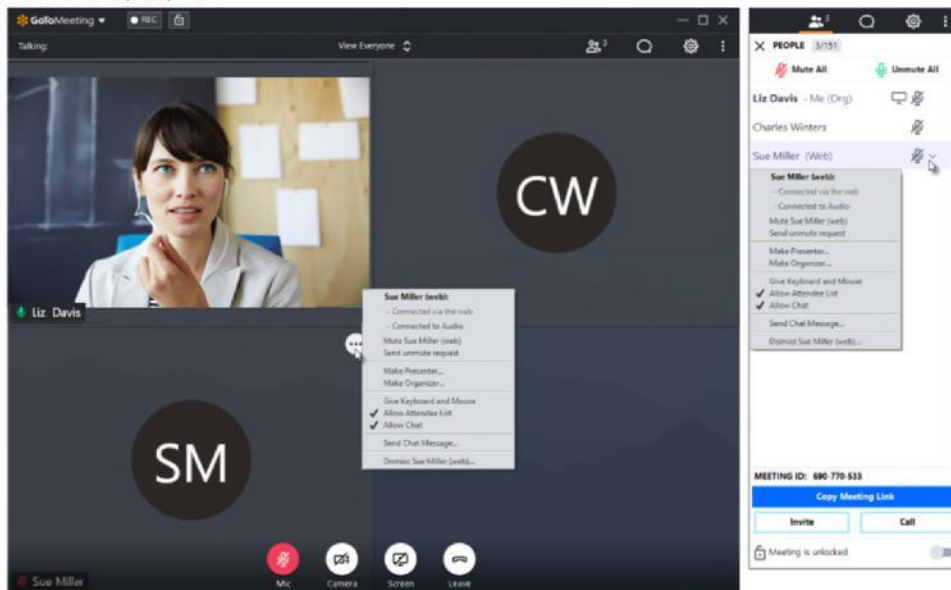 GoToMeeting
REC
Talking:
View Everyone
3
CW
Liz Davis
Sue Miller (web):
- Connected via the web
- Connected to Audio
Mute Sue Miller (web)
Send unmute request
Make Presenter...
Make Organizer...
Give Keyboard and Mouse
Allow Attendee List
Allow Chat
Send Chat Message...
Dismiss Sue Miller (web)...
SM
Sue Miller
Mic
Camera
Screen
Leave
3
PEOPLE 3/151
Mute All
Unmute All
Liz Davis - Me (Org)
Charles Winters
Sue Miller (Web)
Sue Miller (web):
- Connected via the web
- Connected to Audio
Mute Sue Miller (web)
Send unmute request
Make Presenter...
Make Organizer...
Give Keyboard and Mouse
Allow Attendee List
Allow Chat
Send Chat Message...
Dismiss Sue Miller (web)...
MEETING ID: 690-770-533
Copy Meeting Link
Invite
Call
Meeting is unlocked